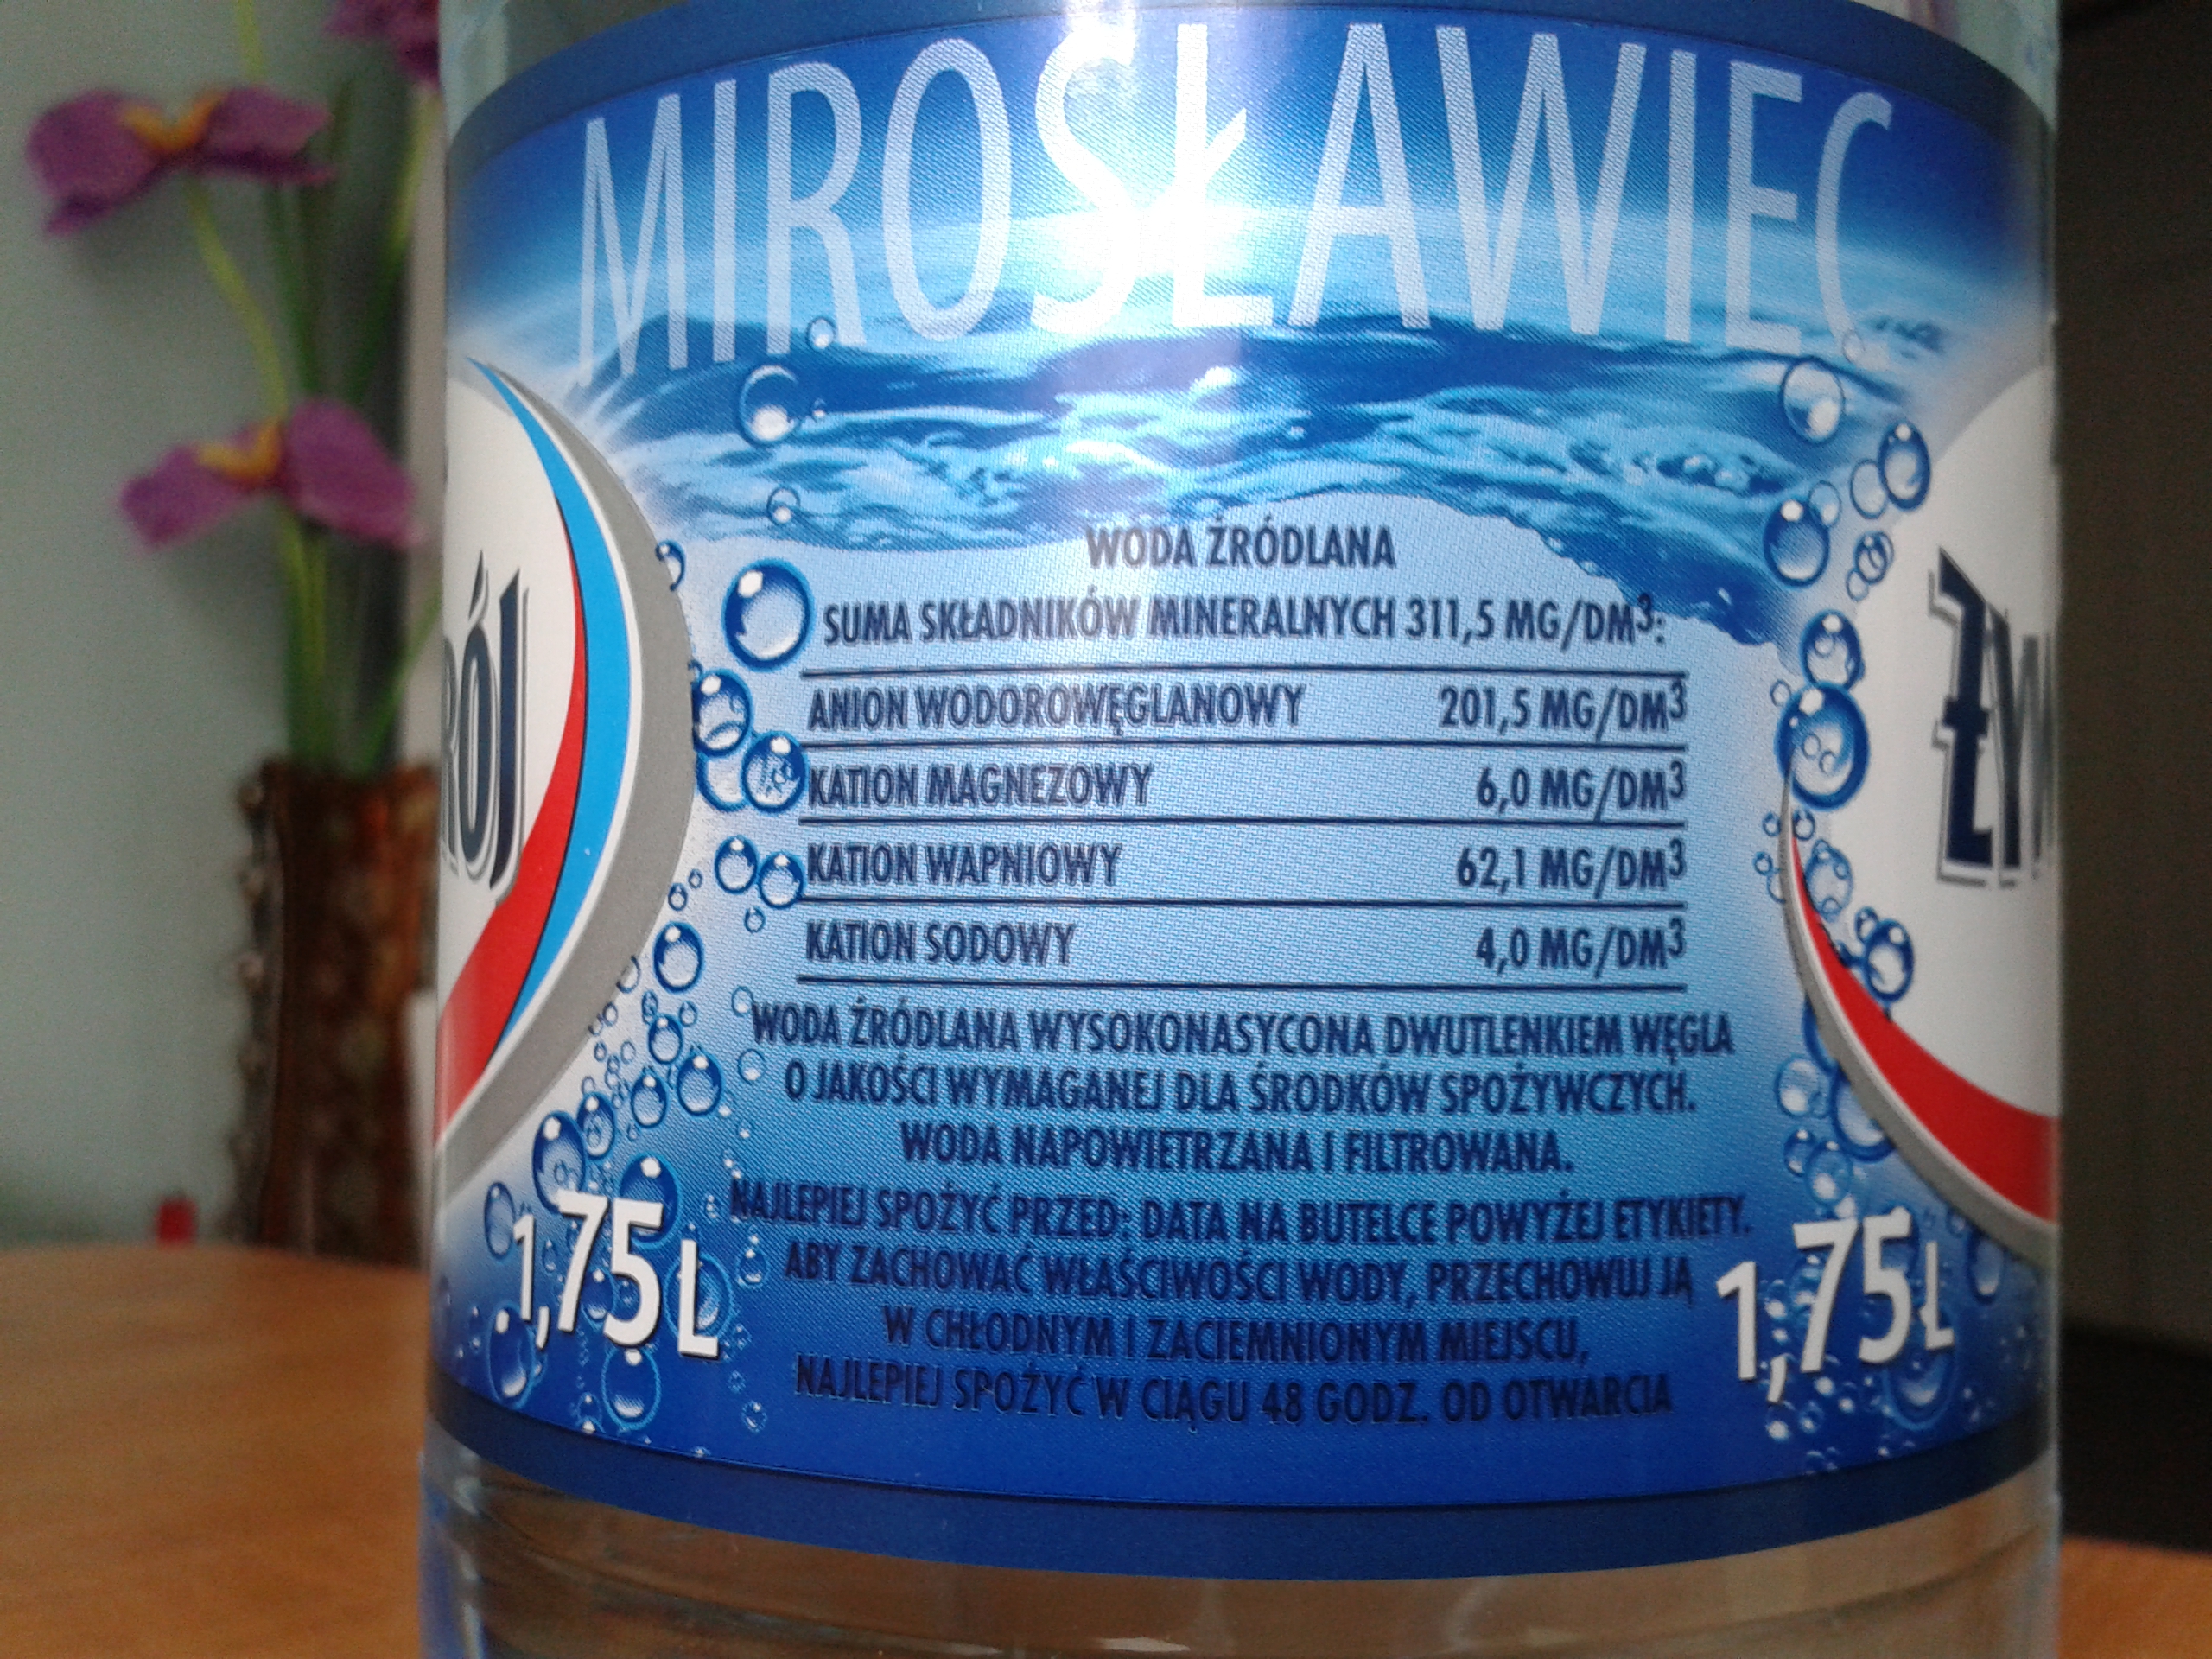 MIROSŁAWIEC
WODA ŹRÓDLANA
SUMA SKŁADNIKÓW MINERALNYCH 311,5 MG/DM³:
ANION WODOROWĘGLANOWY 201,5 MG/DM³
KATION MAGNEZOWY 6,0 MG/DM³
KATION WAPNIOWY 62,1 MG/DM³
KATION SODOWY 4,0 MG/DM³
WODA ŹRÓDLANA WYSOKONASYCONA DWUTLENKIEM WĘGLA
O JAKOŚCI WYMAGANEJ DLA ŚRODKÓW SPOŻYWCZYCH.
WODA NAPOWIETRZANA I FILTROWANA.
NAJLEPIEJ SPOŻYĆ PRZED: DATA NA BUTELCE POWYŻEJ ETYKIETY.
ABY ZACHOWAĆ WŁAŚCIWOŚCI WODY, PRZECHOWUJ JĄ
W CHŁODNYM I ZACIEMNIONYM MIEJSCU,
NAJLEPIEJ SPOŻYĆ W CIĄGU 48 GODZ. OD OTWARCIA
RÓJ
1,75 L
ŻYW
1,75 L